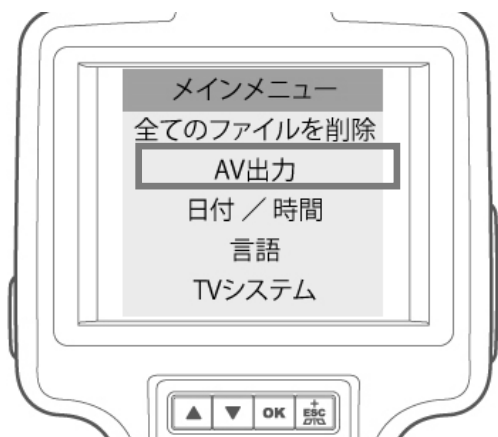 メインメニュー
全てのファイルを削除
AV出力
日付 ／ 時間
言語
TVシステム
▲ ▼ OK ESC